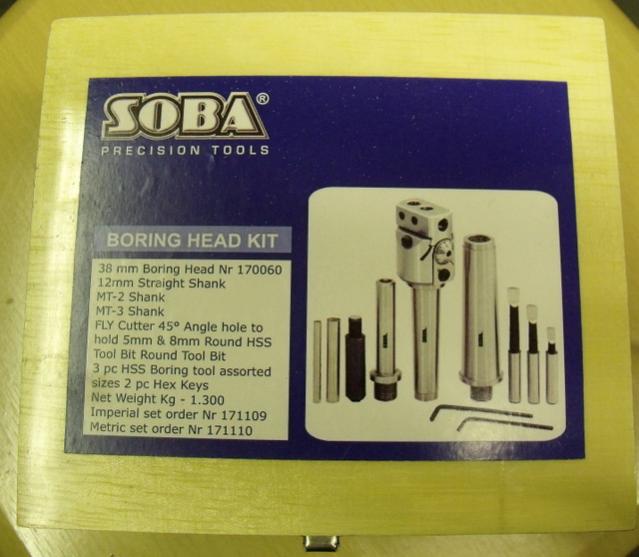 SOBA®
PRECISION TOOLS
BORING HEAD KIT
38 mm Boring Head Nr 170060
12mm Straight Shank
MT-2 Shank
MT-3 Shank
FLY Cutter 45° Angle hole to
hold 5mm & 8mm Round HSS
Tool Bit Round Tool Bit
3 pc HSS Boring tool assorted
sizes 2 pc Hex Keys
Net Weight Kg - 1.300
Imperial set order Nr 171109
Metric set order Nr 171110